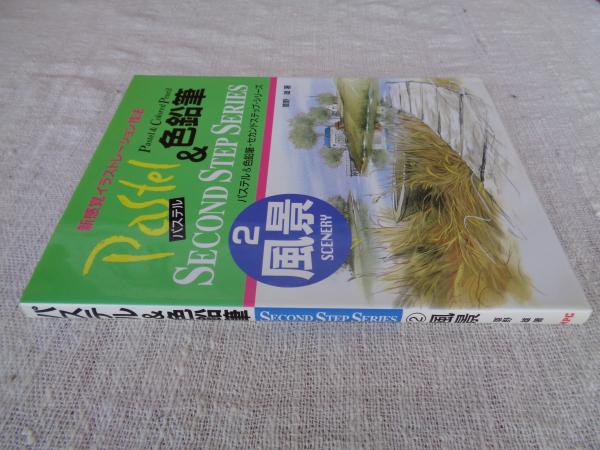 新感覚イラストレーション技法
Pastel & Colored Pencil
Pastel
パステル
&色鉛筆
SECOND STEP SERIES
パステル&色鉛筆・セカンドステップ・シリーズ
2
風景
SCENERY
著
パステル&色鉛筆 SECOND STEP SERIES ② 風景 著